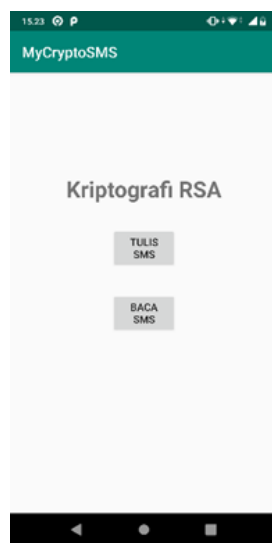 15.23
MyCryptoSMS
Kriptografi RSA
TULIS
SMS
BACA
SMS